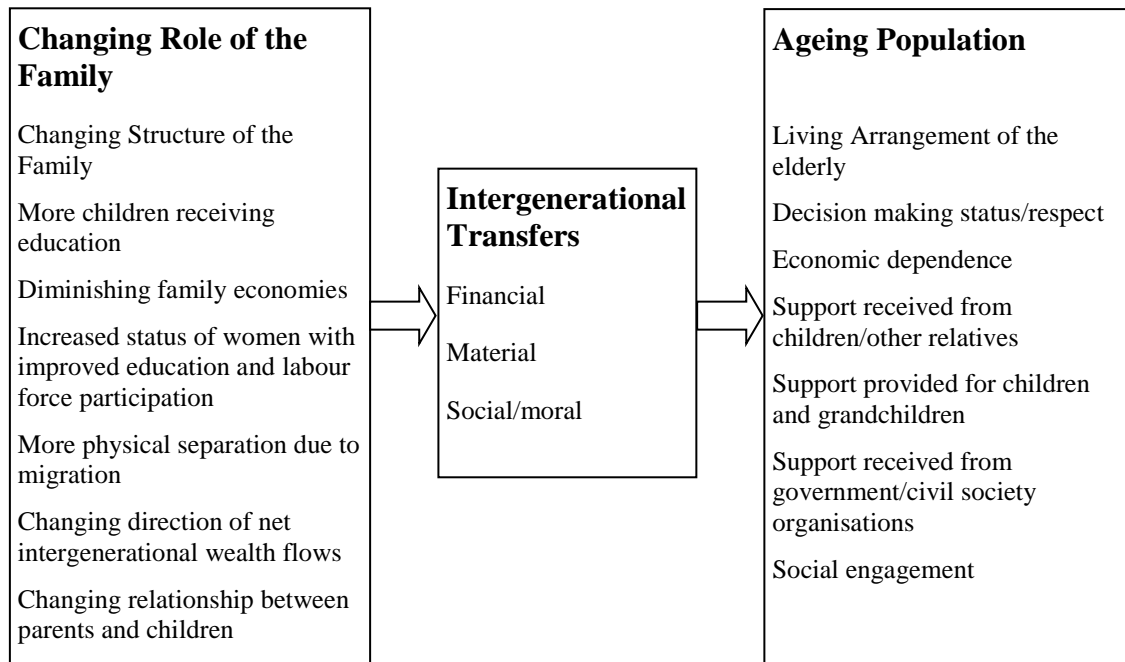 Changing Role of the
Family
Changing Structure of the
Family
More children receiving
education
Diminishing family economies
Increased status of women with
improved education and labour
force participation
More physical separation due to
migration
Changing direction of net
intergenerational wealth flows
Changing relationship between
parents and children
Intergenerational
Transfers
Financial
Material
Social/moral
Ageing Population
Living Arrangement of the
elderly
Decision making status/respect
Economic dependence
Support received from
children/other relatives
Support provided for children
and grandchildren
Support received from
government/civil society
organisations
Social engagement